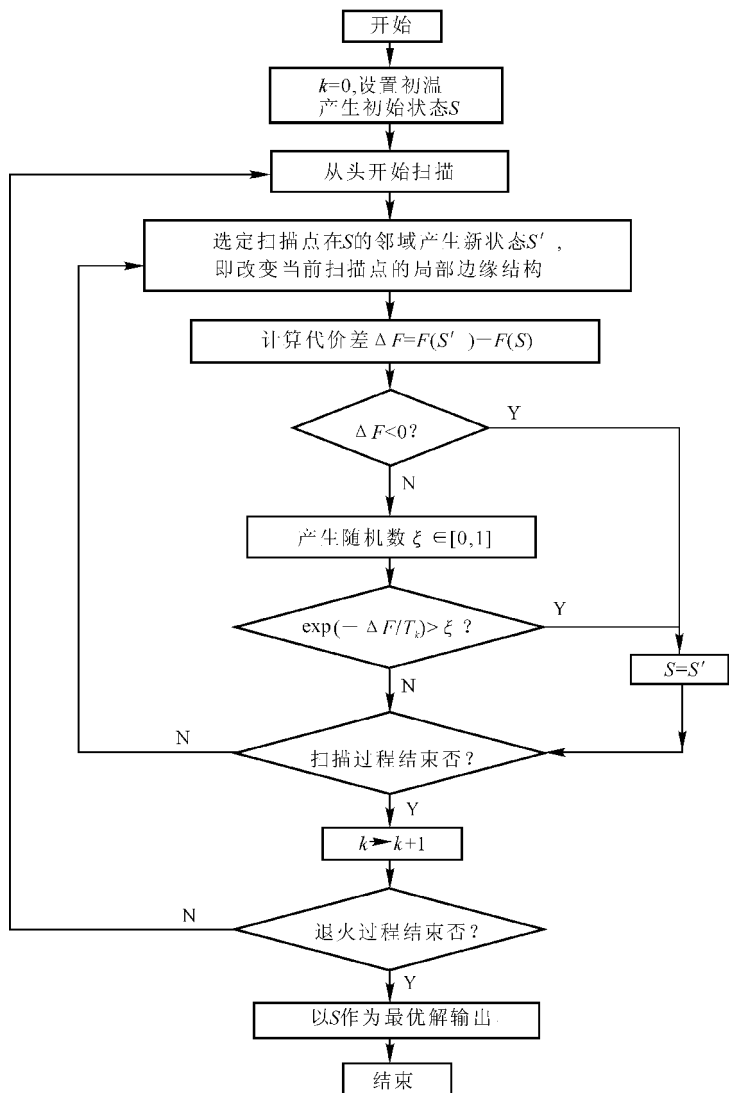 开始
k=0,设置初温
产生初始状态S
从头开始扫描
选定扫描点在S的邻域产生新状态S′,
即改变当前扫描点的局部边缘结构
计算代价差ΔF=F(S′)−F(S)
ΔF<0?
Y
N
产生随机数ξ∈[0,1]
exp(−ΔF/Tk)>ξ?
Y
N
S=S′
扫描过程结束否?
N
Y
k→k+1
退火过程结束否?
N
Y
以S作为最优解输出
结束